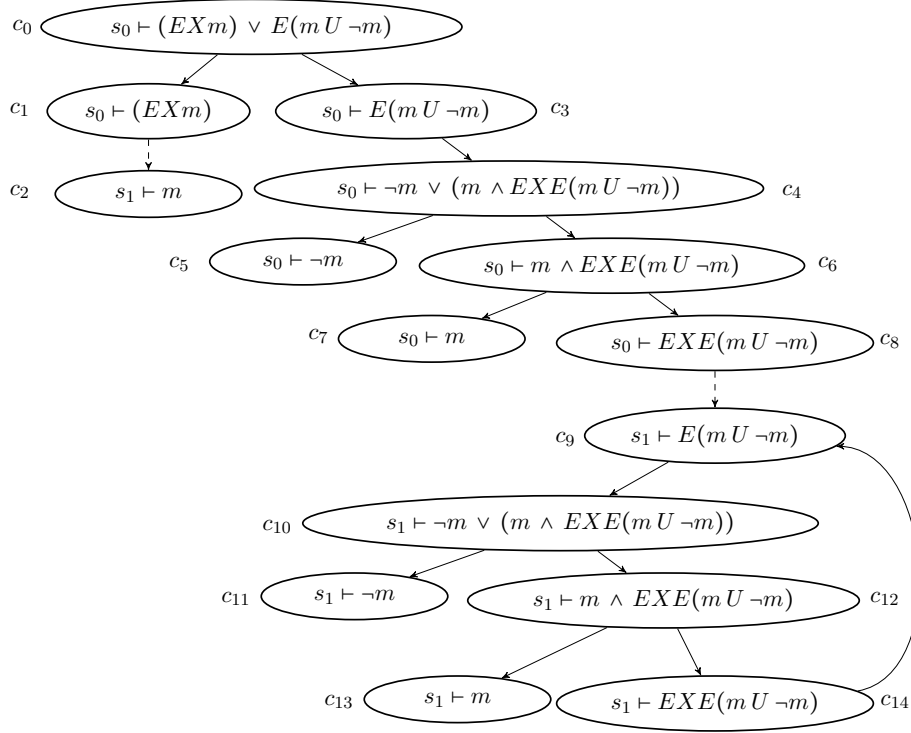 c₀ s₀ ⊢ (EXm) ∨ E(m U ¬m)
c₁ s₀ ⊢ (EXm)
s₀ ⊢ E(m U ¬m) c₃
c₂ s₁ ⊢ m
s₀ ⊢ ¬m ∨ (m ∧ EXE(m U ¬m)) c₄
c₅ s₀ ⊢ ¬m
s₀ ⊢ m ∧ EXE(m U ¬m) c₆
c₇ s₀ ⊢ m
s₀ ⊢ EXE(m U ¬m) c₈
c₉ s₁ ⊢ E(m U ¬m)
c₁₀ s₁ ⊢ ¬m ∨ (m ∧ EXE(m U ¬m))
c₁₁ s₁ ⊢ ¬m
s₁ ⊢ m ∧ EXE(m U ¬m) c₁₂
c₁₃ s₁ ⊢ m
s₁ ⊢ EXE(m U ¬m) c₁₄